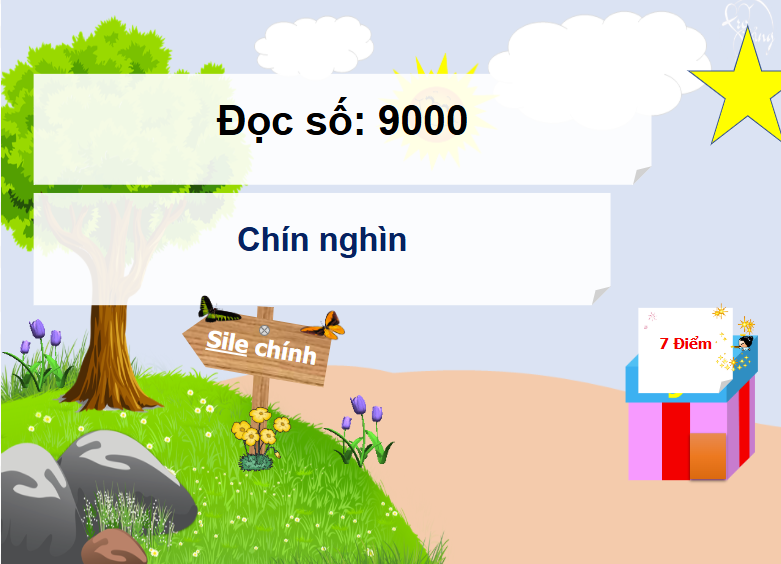 Đọc số: 9000
Chín nghìn
Sile chính
7 Điểm